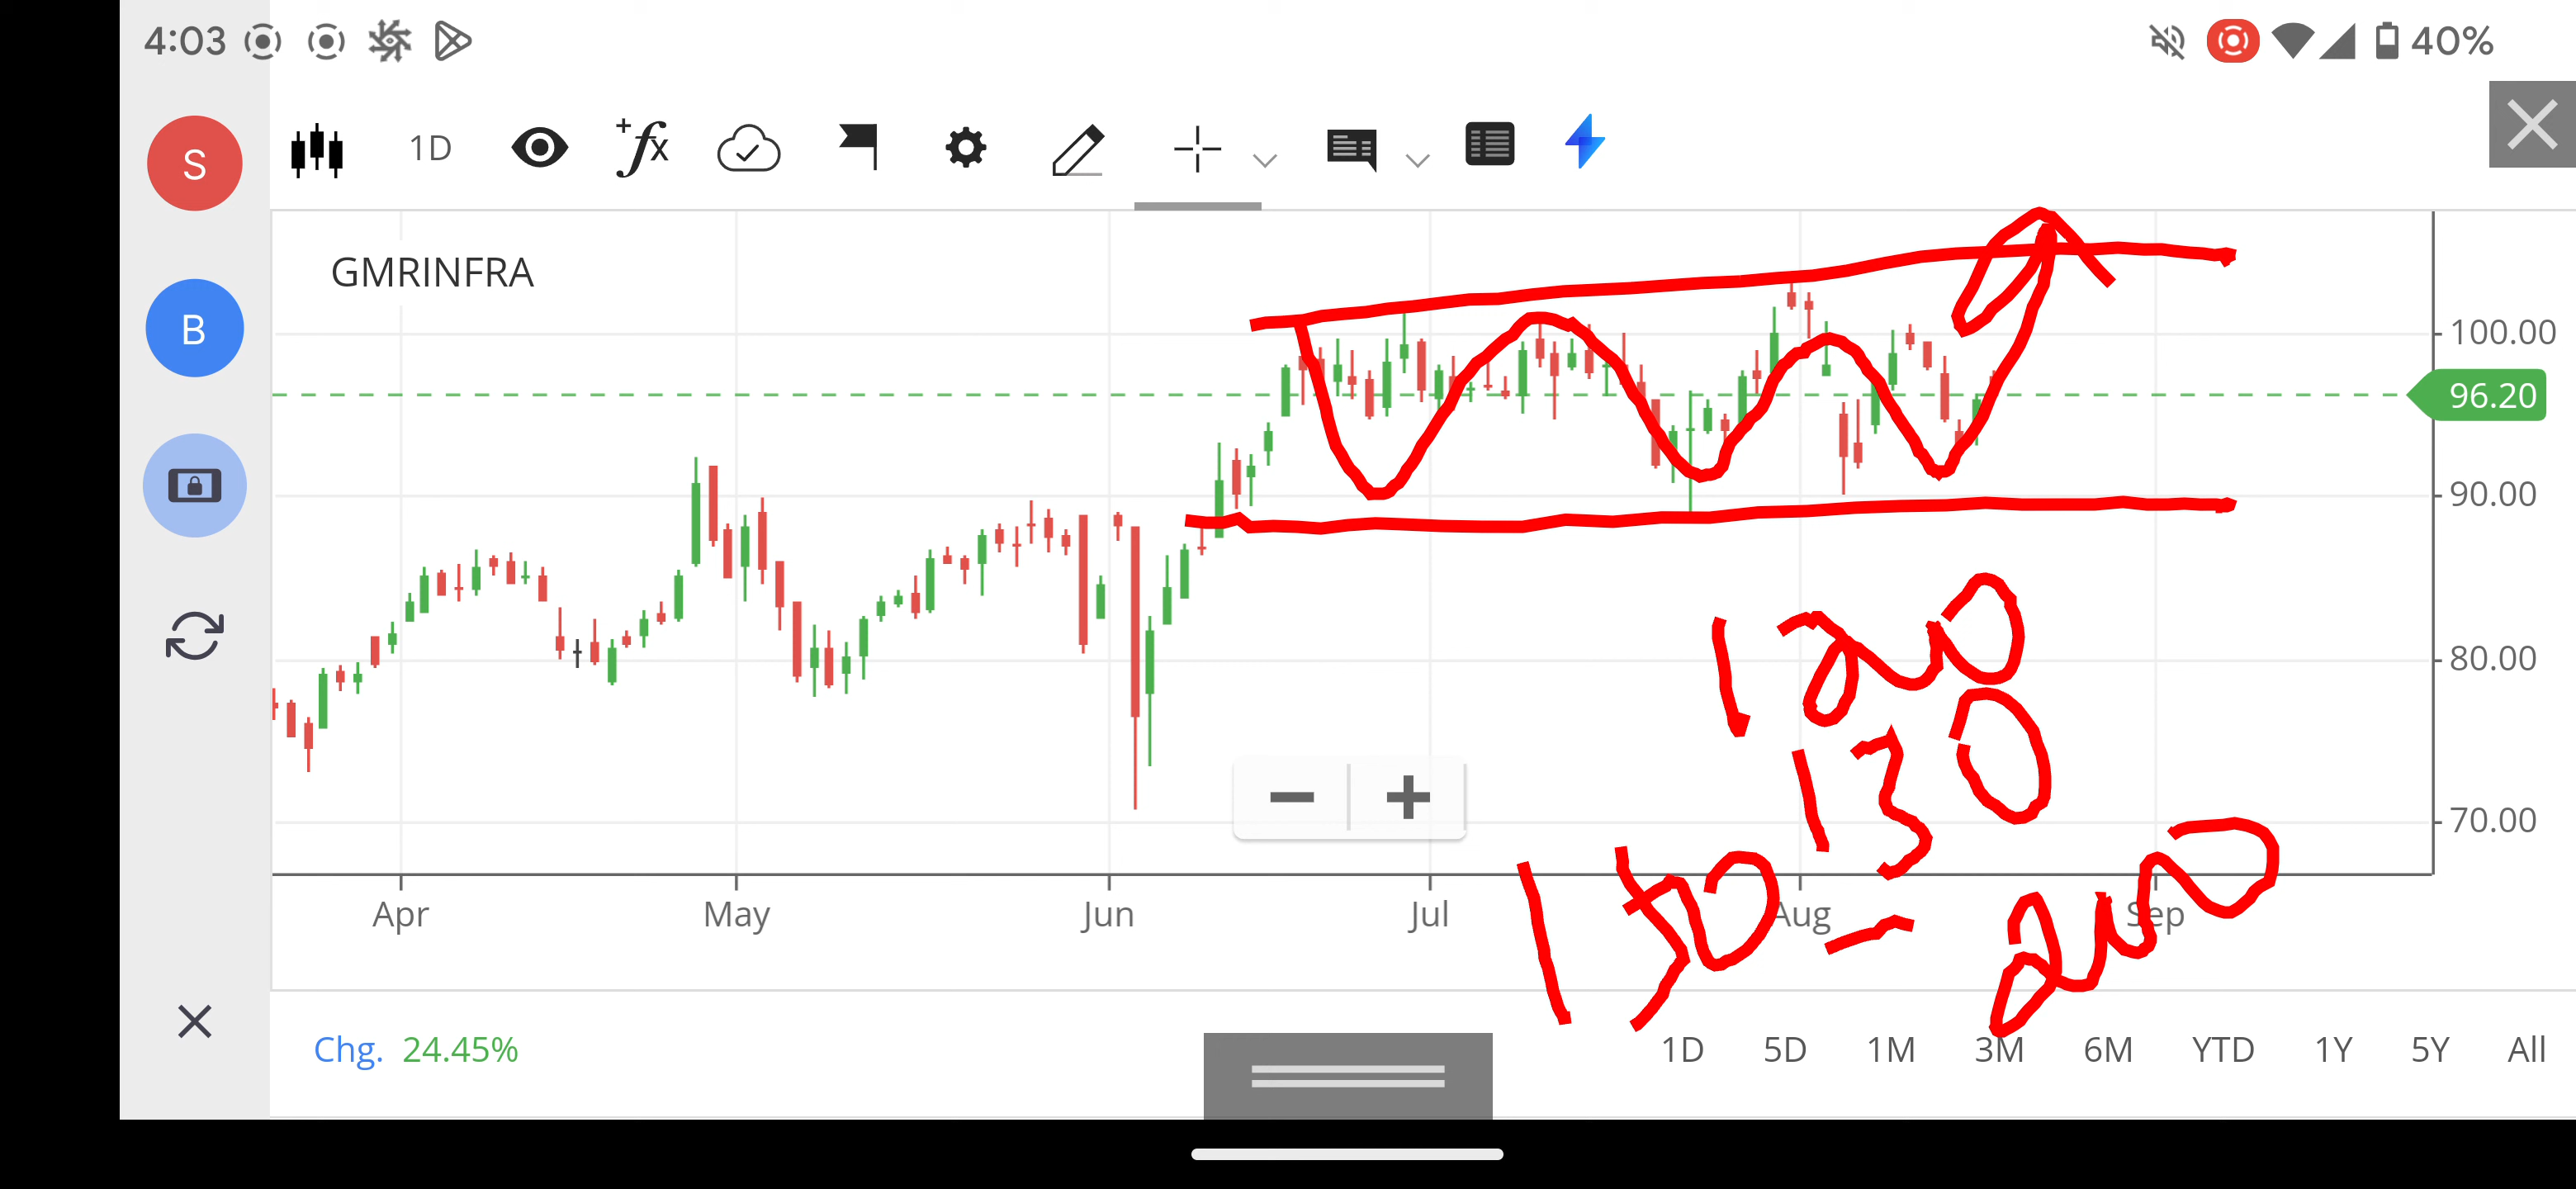 4:03 40%
S 1D
GMRINFRA
B
100.00
96.20
90.00
80.00
70.00
120
130
150 - 200
Apr May Jun Jul Aug Sep
Chg. 24.45% 1D 5D 1M 3M 6M YTD 1Y 5Y All